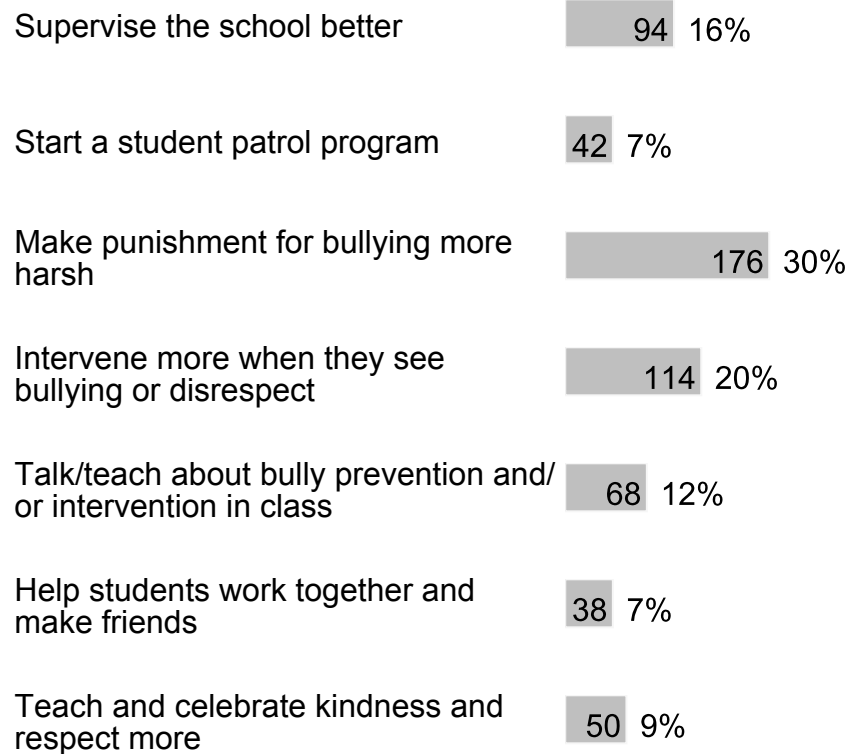 Supervise the school better
94 16%
Start a student patrol program
42 7%
Make punishment for bullying more
harsh
176 30%
Intervene more when they see
bullying or disrespect
114 20%
Talk/teach about bully prevention and/
or intervention in class
68 12%
Help students work together and
make friends
38 7%
Teach and celebrate kindness and
respect more
50 9%